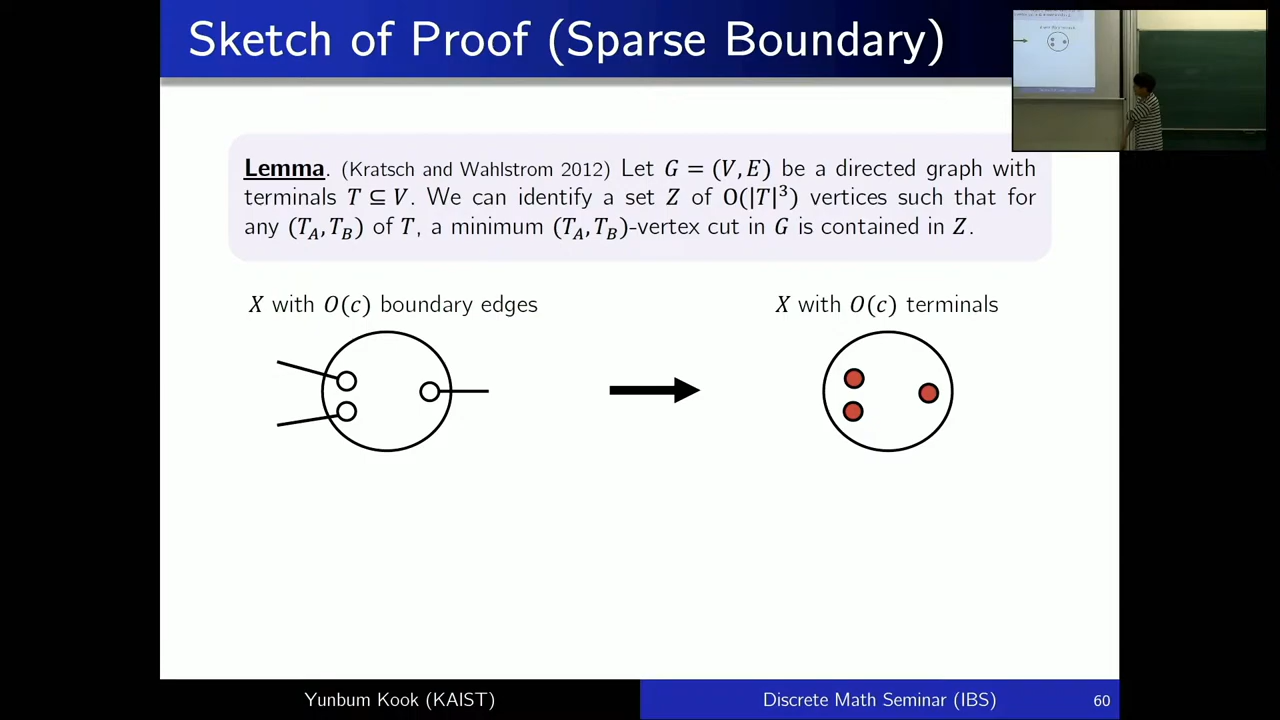 Sketch of Proof (Sparse Boundary)
Lemma. (Kratsch and Wahlstrom 2012) Let G = (V, E) be a directed graph with
terminals T ⊆ V. We can identify a set Z of O(|T|³) vertices such that for
any (T_A, T_B) of T, a minimum (T_A, T_B)-vertex cut in G is contained in Z.
X with O(c) boundary edges
X with O(c) terminals
Yunbum Kook (KAIST)
Discrete Math Seminar (IBS)
60